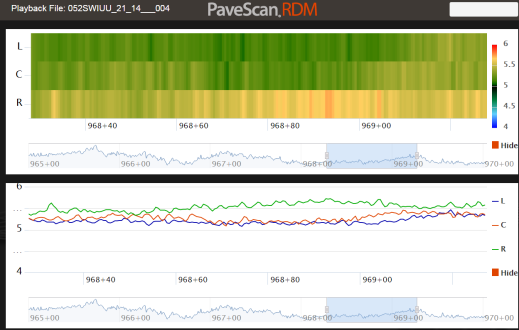 Playback File: 052SWIUU_21_14___004
PaveScan.RDM
L
C
R
6
5.5
5
4.5
4
968+40 968+60 968+80 969+00
Hide
965+00 966+00 967+00 968+00 969+00 970+00
6
5
4
L
C
R
968+40 968+60 968+80 969+00
Hide
965+00 966+00 967+00 968+00 969+00 970+00